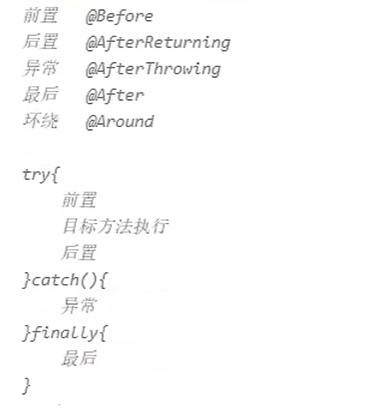 前置 @Before
后置 @AfterReturning
异常 @AfterThrowing
最后 @After
环绕 @Around
try{
前置
目标方法执行
后置
}catch(){
异常
}finally{
最后
}